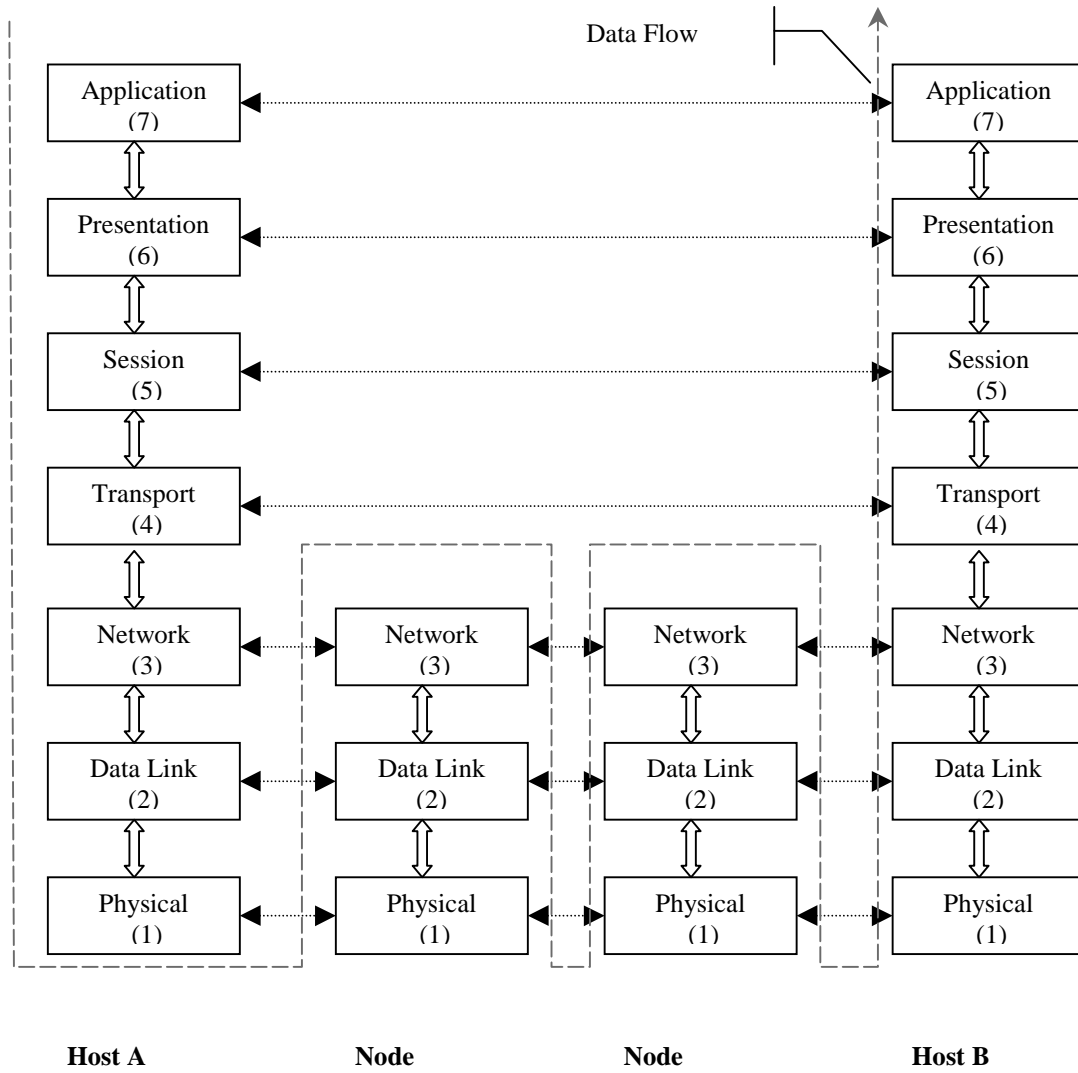 Data Flow
Application
(7)
Application
(7)
Presentation
(6)
Presentation
(6)
Session
(5)
Session
(5)
Transport
(4)
Transport
(4)
Network
(3)
Network
(3)
Network
(3)
Network
(3)
Data Link
(2)
Data Link
(2)
Data Link
(2)
Data Link
(2)
Physical
(1)
Physical
(1)
Physical
(1)
Physical
(1)
Host A
Node
Node
Host B